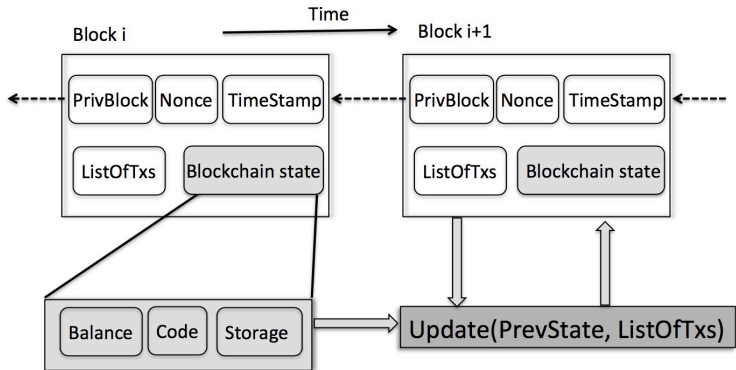 Time
Block i
Block i+1
PrivBlock Nonce TimeStamp
PrivBlock Nonce TimeStamp
ListOfTxs Blockchain state
ListOfTxs Blockchain state
Balance Code Storage
Update(PrevState, ListOfTxs)